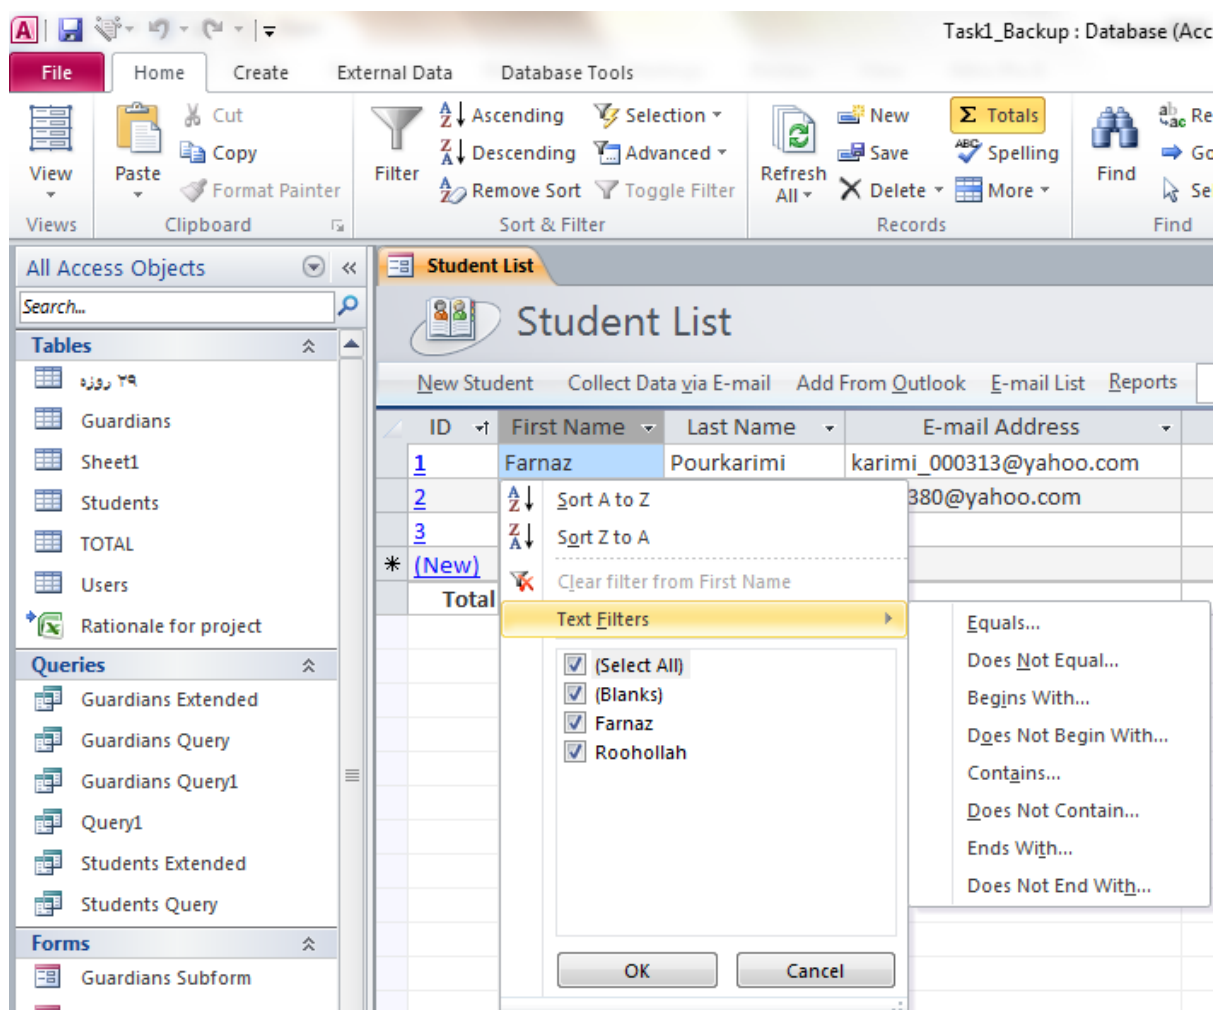 A
Task1_Backup : Database (Acc
File Home Create External Data Database Tools
View
Paste
Cut
Copy
Format Painter
Filter
Ascending
Descending
Remove Sort
Selection
Advanced
Toggle Filter
Refresh
All
New
Save
Delete
Σ Totals
Spelling
More
Find
Re
Go
Se
Views Clipboard Sort & Filter Records Find
All Access Objects
Search...
Tables
۲۹ روزه
Guardians
Sheet1
Students
TOTAL
Users
Rationale for project
Queries
Guardians Extended
Guardians Query
Guardians Query1
Query1
Students Extended
Students Query
Forms
Guardians Subform
Student List
Student List
New Student Collect Data via E-mail Add From Outlook E-mail List Reports
ID First Name Last Name E-mail Address
1 Farnaz Pourkarimi karimi_000313@yahoo.com
2 380@yahoo.com
3
* (New)
Total
Sort A to Z
Sort Z to A
Clear filter from First Name
Text Filters
(Select All)
(Blanks)
Farnaz
Roohollah
OK Cancel
Equals...
Does Not Equal...
Begins With...
Does Not Begin With...
Contains...
Does Not Contain...
Ends With...
Does Not End With...